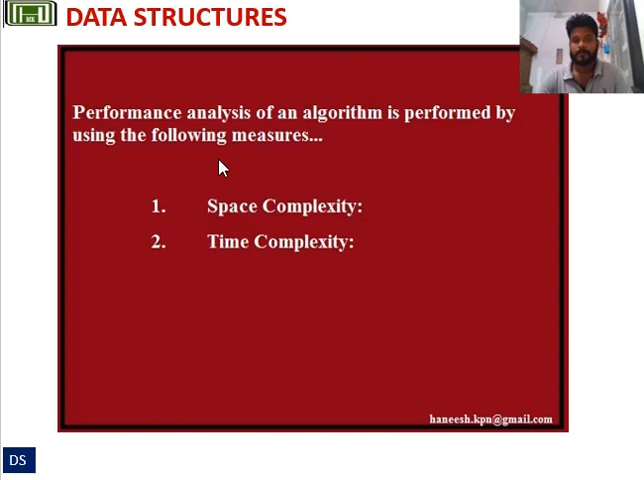 DATA STRUCTURES
Performance analysis of an algorithm is performed by
using the following measures...
1. Space Complexity:
2. Time Complexity:
haneesh.kpn@gmail.com
DS